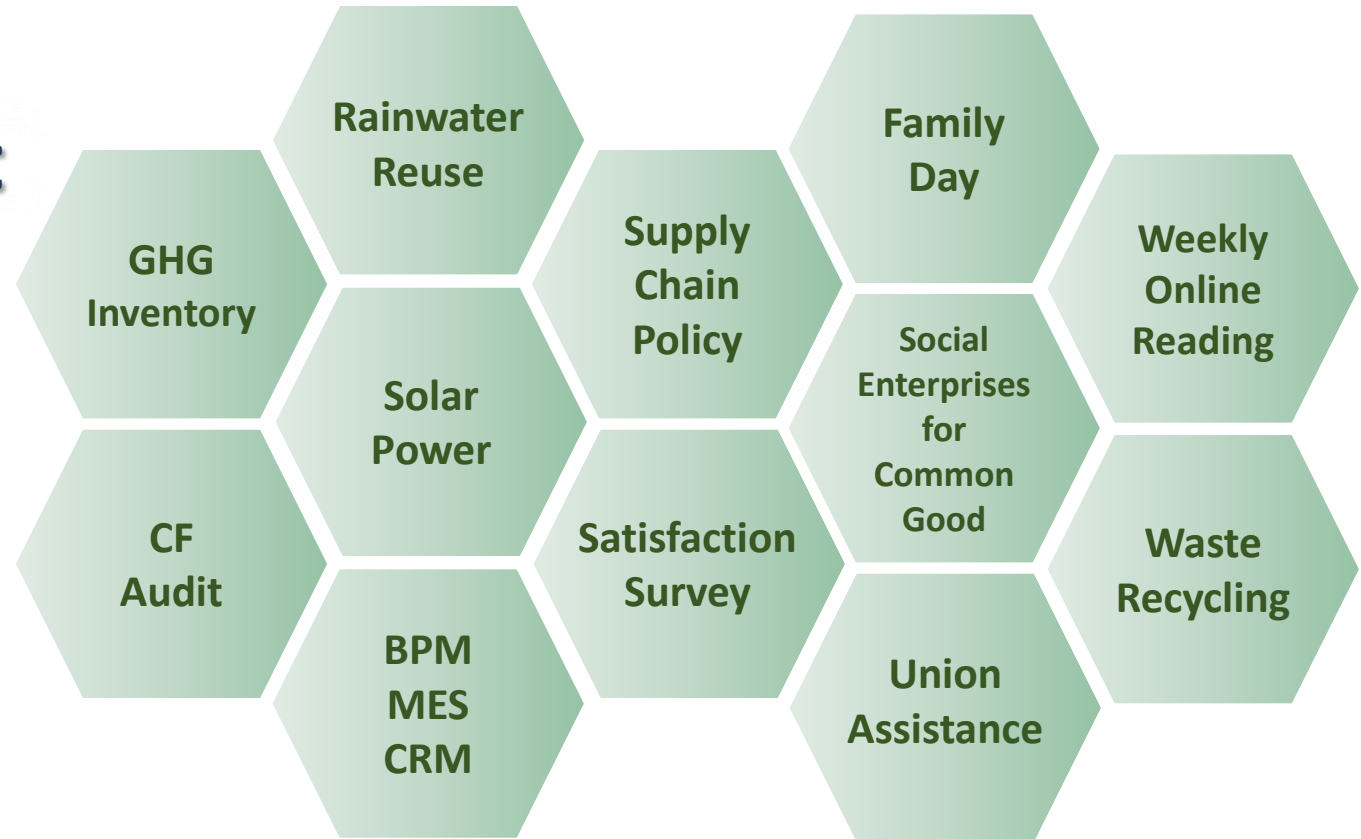 Rainwater
Reuse
Family
Day
GHG
Inventory
Supply
Chain
Policy
Weekly
Online
Reading
Solar
Power
Social
Enterprises
for
Common
Good
CF
Audit
Satisfaction
Survey
Waste
Recycling
BPM
MES
CRM
Union
Assistance